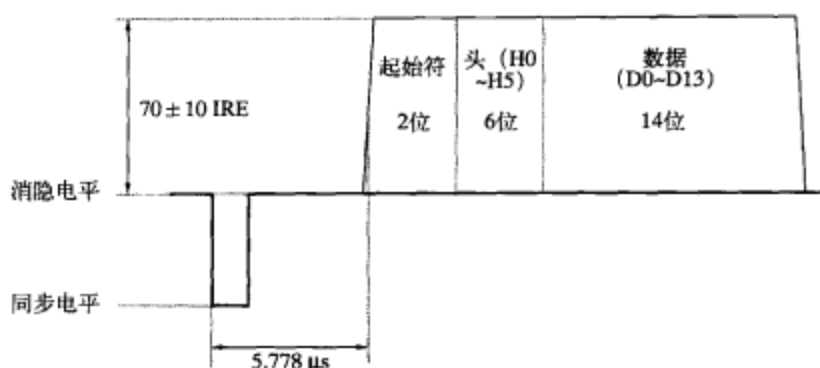 起始符
2位
头（H0
~H5）
6位
数据
（D0~D13）
14位
70±10 IRE
消隐电平
同步电平
5.778 μs